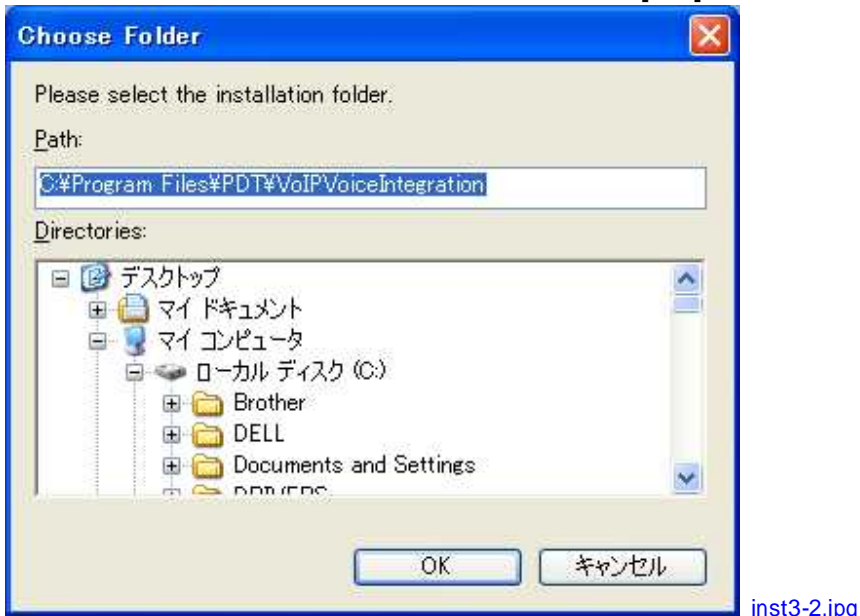 Choose Folder
Please select the installation folder.
Path:
C:¥Program Files¥PDT¥VoIPVoiceIntegration
Directories:
デスクトップ
マイ ドキュメント
マイ コンピュータ
ローカル ディスク (C:)
Brother
DELL
Documents and Settings
DRIVERS
OK キャンセル
inst3-2.jpg